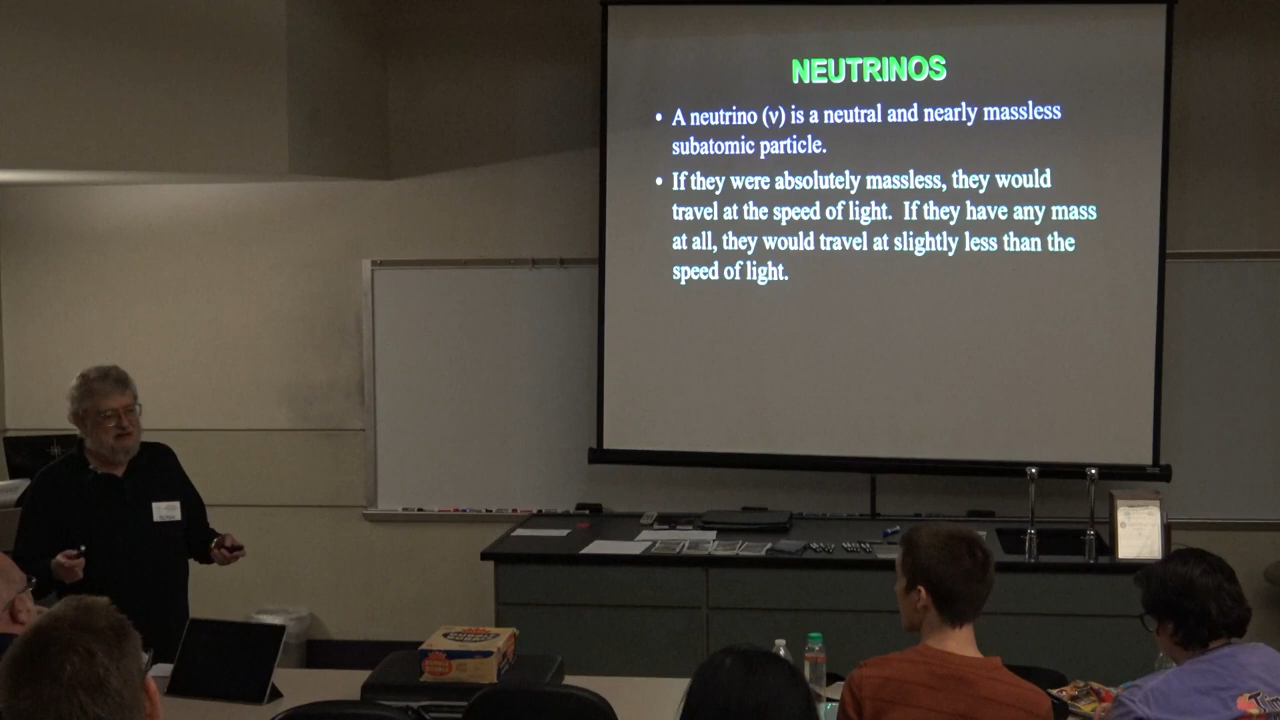 NEUTRINOS
• A neutrino (ν) is a neutral and nearly massless
subatomic particle.
• If they were absolutely massless, they would
travel at the speed of light. If they have any mass
at all, they would travel at slightly less than the
speed of light.